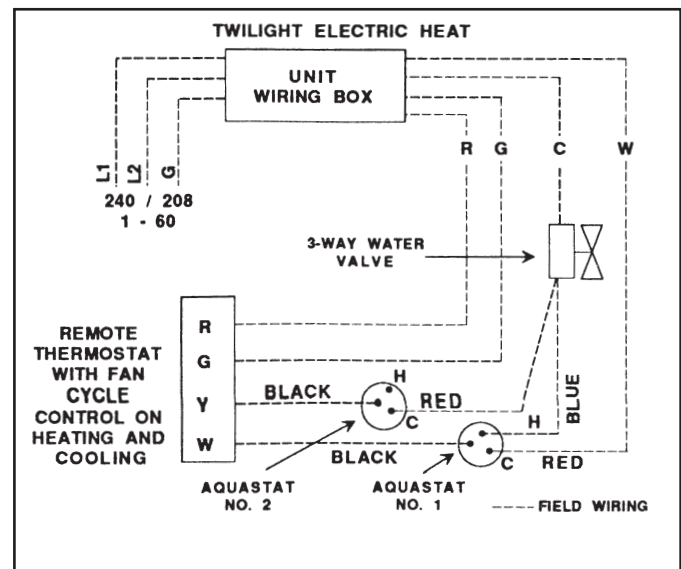 TWILIGHT ELECTRIC HEAT
UNIT
WIRING BOX
R G C W
L1
L2
G
240 / 208
1 - 60
3-WAY WATER
VALVE
REMOTE
THERMOSTAT
WITH FAN
CYCLE
CONTROL ON
HEATING AND
COOLING
R
G
Y
W
BLACK
H
RED
C
BLUE
BLACK
H
C
RED
AQUASTAT
NO. 2
AQUASTAT
NO. 1
FIELD WIRING